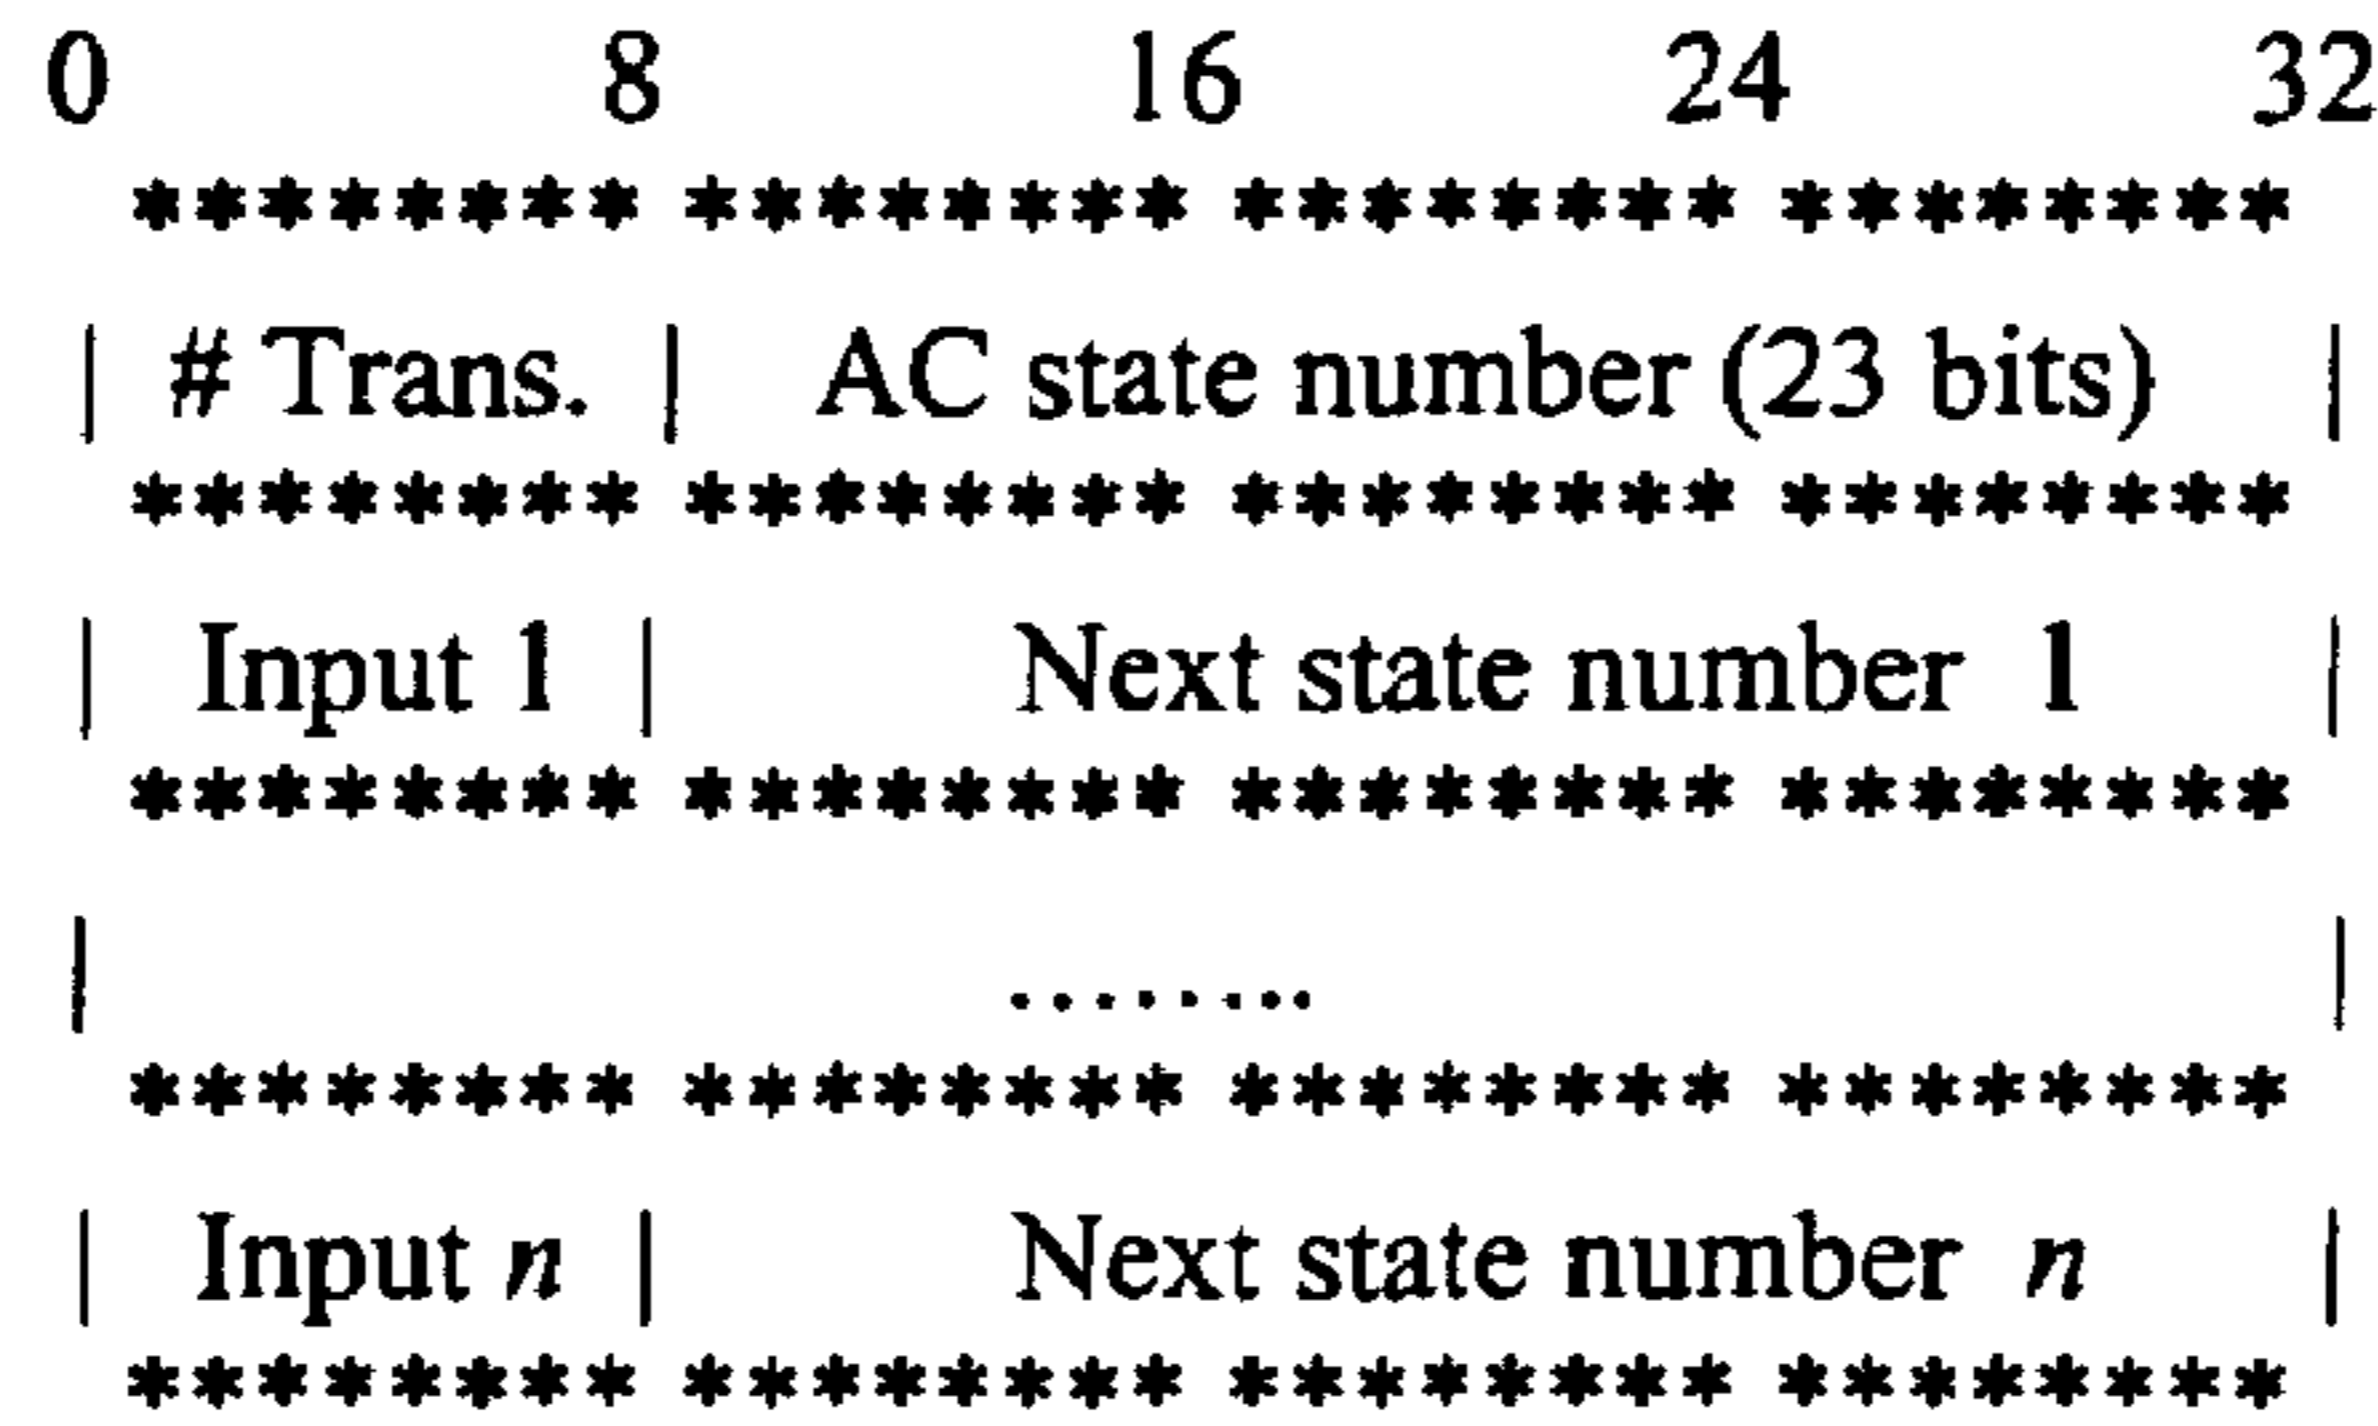 0 8 16 24 32
******** ******** ******** ********
| # Trans. | AC state number (23 bits) |
******** ******** ******** ********
| Input 1 | Next state number 1 |
******** ******** ******** ********
| ........ |
******** ******** ******** ********
| Input n | Next state number n |
******** ******** ******** ********